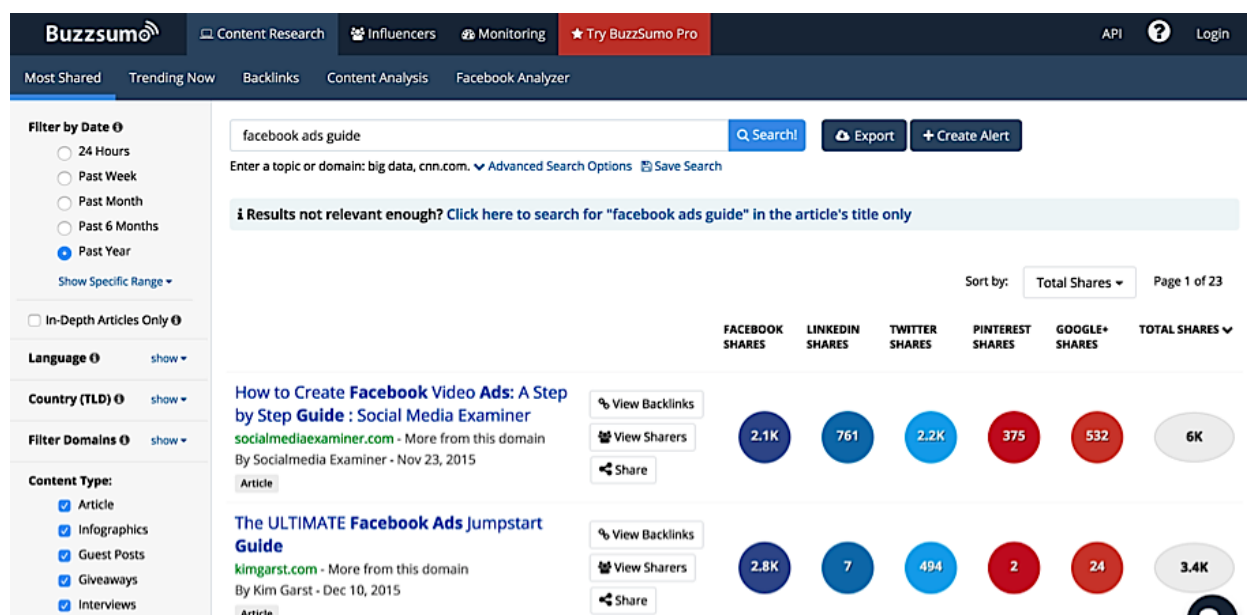 Buzzsumo
Content Research Influencers Monitoring Try BuzzSumo Pro API ? Login
Most Shared Trending Now Backlinks Content Analysis Facebook Analyzer
Filter by Date
24 Hours
Past Week
Past Month
Past 6 Months
Past Year
Show Specific Range
In-Depth Articles Only
Language show
Country (TLD) show
Filter Domains show
Content Type:
Article
Infographics
Guest Posts
Giveaways
Interviews
facebook ads guide Search! Export + Create Alert
Enter a topic or domain: big data, cnn.com. Advanced Search Options Save Search
i Results not relevant enough? Click here to search for "facebook ads guide" in the article's title only
Sort by: Total Shares Page 1 of 23
FACEBOOK SHARES
LINKEDIN SHARES
TWITTER SHARES
PINTEREST SHARES
GOOGLE+ SHARES
TOTAL SHARES
How to Create Facebook Video Ads: A Step
by Step Guide : Social Media Examiner
socialmediaexaminer.com - More from this domain
By Socialmedia Examiner - Nov 23, 2015
Article
View Backlinks
View Sharers
Share
2.1K 761 2.2K 375 532 6K
The ULTIMATE Facebook Ads Jumpstart
Guide
kimgarst.com - More from this domain
By Kim Garst - Dec 10, 2015
Article
View Backlinks
View Sharers
Share
2.8K 7 494 2 24 3.4K